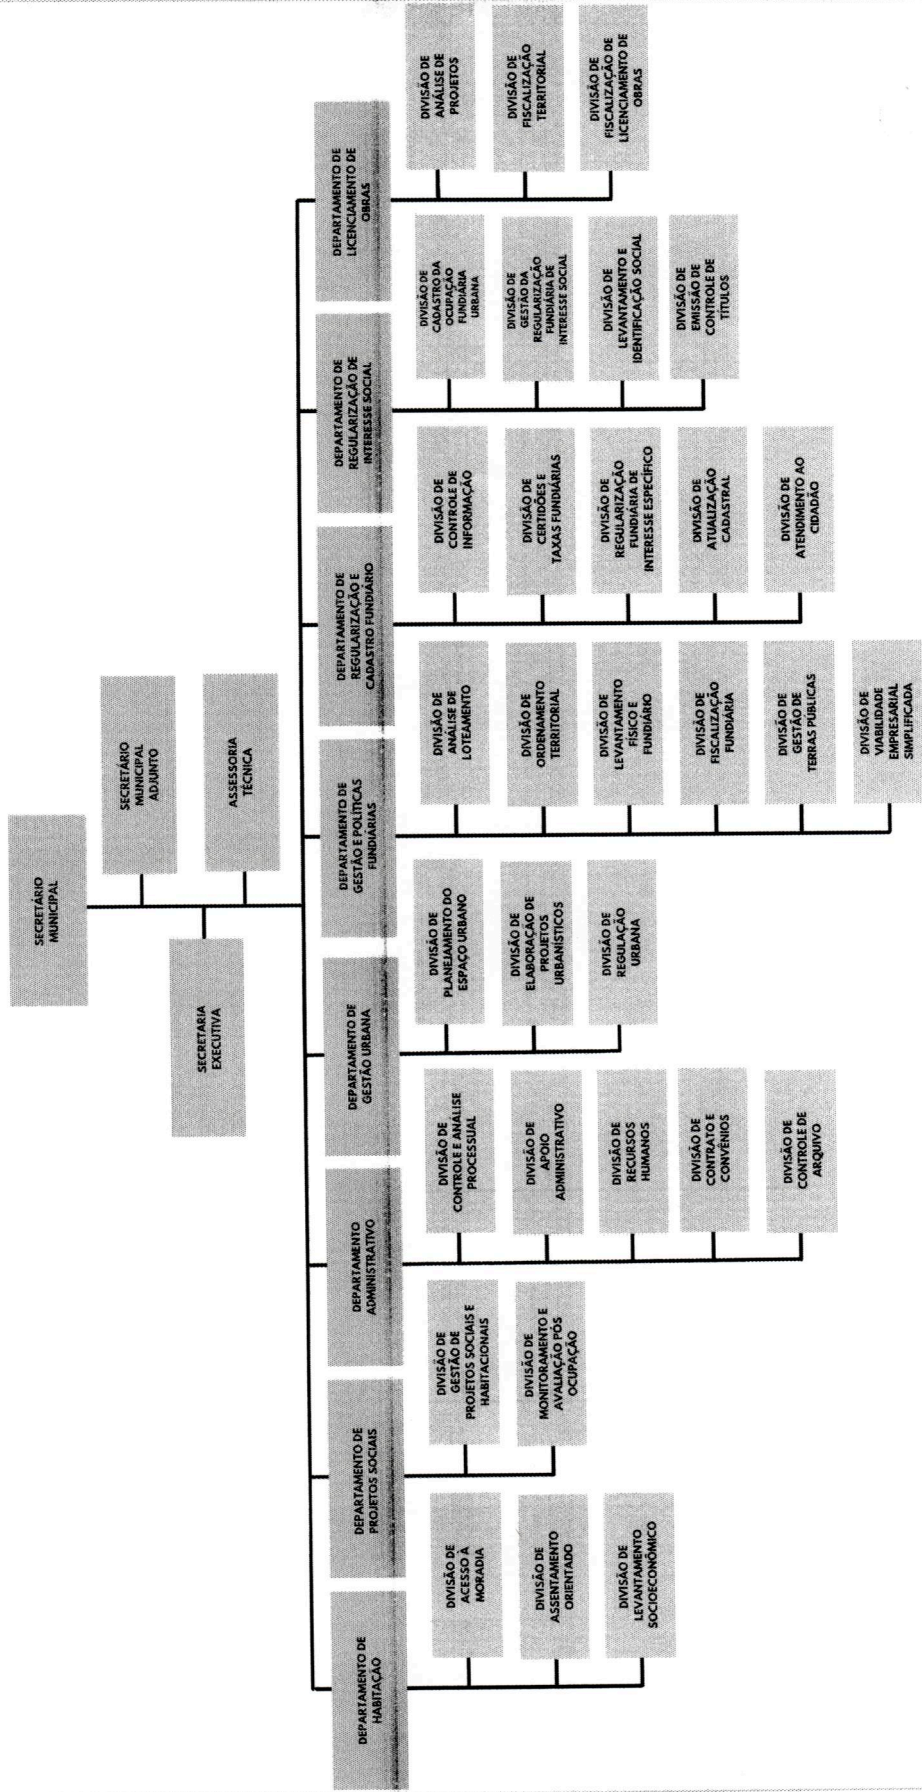 SECRETÁRIO
MUNICIPAL
SECRETÁRIO
MUNICIPAL
ADJUNTO
SECRETARIA
EXECUTIVA
ASSESSORIA
TÉCNICA
DEPARTAMENTO DE
HABITAÇÃO
DIVISÃO DE
ACESSO À
MORADIA
DIVISÃO DE
ASSENTAMENTO
ORIENTADO
DIVISÃO DE
LEVANTAMENTO
SOCIOECONÔMICO
DEPARTAMENTO DE
PROJETOS SOCIAIS
DIVISÃO DE
GESTÃO DE
PROJETOS SOCIAIS E
HABITACIONAIS
DIVISÃO DE
MONITORAMENTO E
AVALIAÇÃO PÓS
OCUPAÇÃO
DEPARTAMENTO
ADMINISTRATIVO
DIVISÃO DE
CONTROLE E ANÁLISE
PROCESSUAL
DIVISÃO DE
APOIO
ADMINISTRATIVO
DIVISÃO DE
RECURSOS
HUMANOS
DIVISÃO DE
CONTRATO E
CONVÊNIOS
DIVISÃO DE
CONTROLE DE
ARQUIVO
DEPARTAMENTO DE
GESTÃO URBANA
DIVISÃO DE
PLANEJAMENTO DO
ESPAÇO URBANO
DIVISÃO DE
ELABORAÇÃO DE
PROJETOS
URBANÍSTICOS
DIVISÃO DE
REGULAÇÃO
URBANA
DEPARTAMENTO DE
GESTÃO E POLÍTICAS
FUNDIÁRIAS
DIVISÃO DE
ANÁLISE DE
LOTEAMENTO
DIVISÃO DE
ORDENAMENTO
TERRITORIAL
DIVISÃO DE
LEVANTAMENTO
FÍSICO E
FUNDIÁRIO
DIVISÃO DE
FISCALIZAÇÃO
FUNDIÁRIA
DIVISÃO DE
GESTÃO DE
TERRAS PÚBLICAS
DIVISÃO DE
VIABILIDADE
EMPRESARIAL
SIMPLIFICADA
DEPARTAMENTO DE
REGULARIZAÇÃO E
CADASTRO FUNDIÁRIO
DIVISÃO DE
CONTROLE DE
INFORMAÇÃO
DIVISÃO DE
CERTIDÕES E
TAXAS FUNDIÁRIAS
DIVISÃO DE
REGULARIZAÇÃO
FUNDIÁRIA DE
INTERESSE ESPECÍFICO
DIVISÃO DE
ATUALIZAÇÃO
CADASTRAL
DIVISÃO DE
ATENDIMENTO AO
CIDADÃO
DEPARTAMENTO DE
REGULARIZAÇÃO DE
INTERESSE SOCIAL
DIVISÃO DE
CADASTRO DA
OCUPAÇÃO
FUNDIÁRIA
URBANA
DIVISÃO DE
GESTÃO DA
REGULARIZAÇÃO
FUNDIÁRIA DE
INTERESSE SOCIAL
DIVISÃO DE
LEVANTAMENTO E
IDENTIFICAÇÃO SOCIAL
DIVISÃO DE
EMISSÃO DE
CONTROLE DE
TÍTULOS
DEPARTAMENTO DE
LICENCIAMENTO DE
OBRAS
DIVISÃO DE
ANÁLISE DE
PROJETOS
DIVISÃO DE
FISCALIZAÇÃO
TERRITORIAL
DIVISÃO DE
FISCALIZAÇÃO DE
LICENCIAMENTO DE
OBRAS